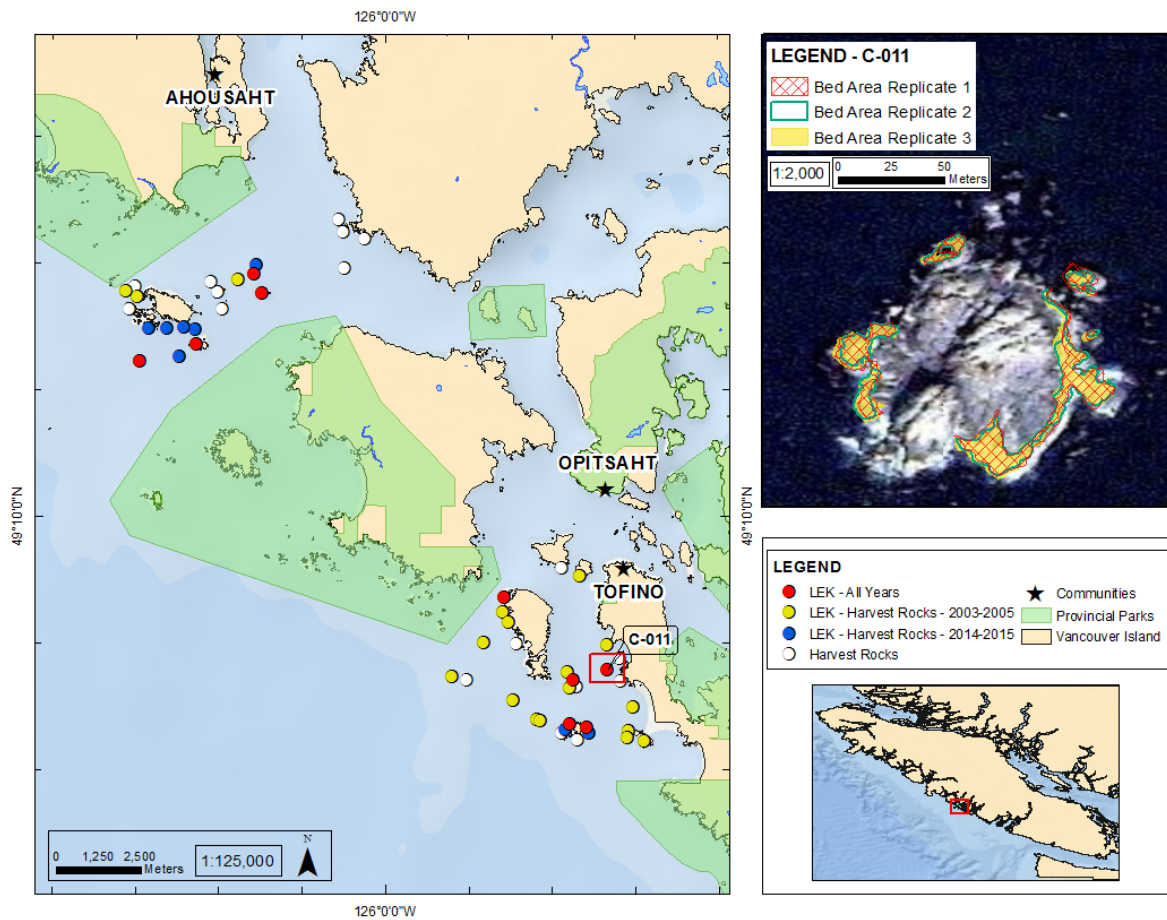 126°0'0"W
AHOUSAHT
OPITSAHT
TOFINO
C-011
49°10'0"N
49°10'0"N
0 1,250 2,500
Meters
1:125,000
N
126°0'0"W
LEGEND - C-011
Bed Area Replicate 1
Bed Area Replicate 2
Bed Area Replicate 3
1:2,000
0 25 50
Meters
LEGEND
LEK - All Years
LEK - Harvest Rocks - 2003-2005
LEK - Harvest Rocks - 2014-2015
Harvest Rocks
Communities
Provincial Parks
Vancouver Island